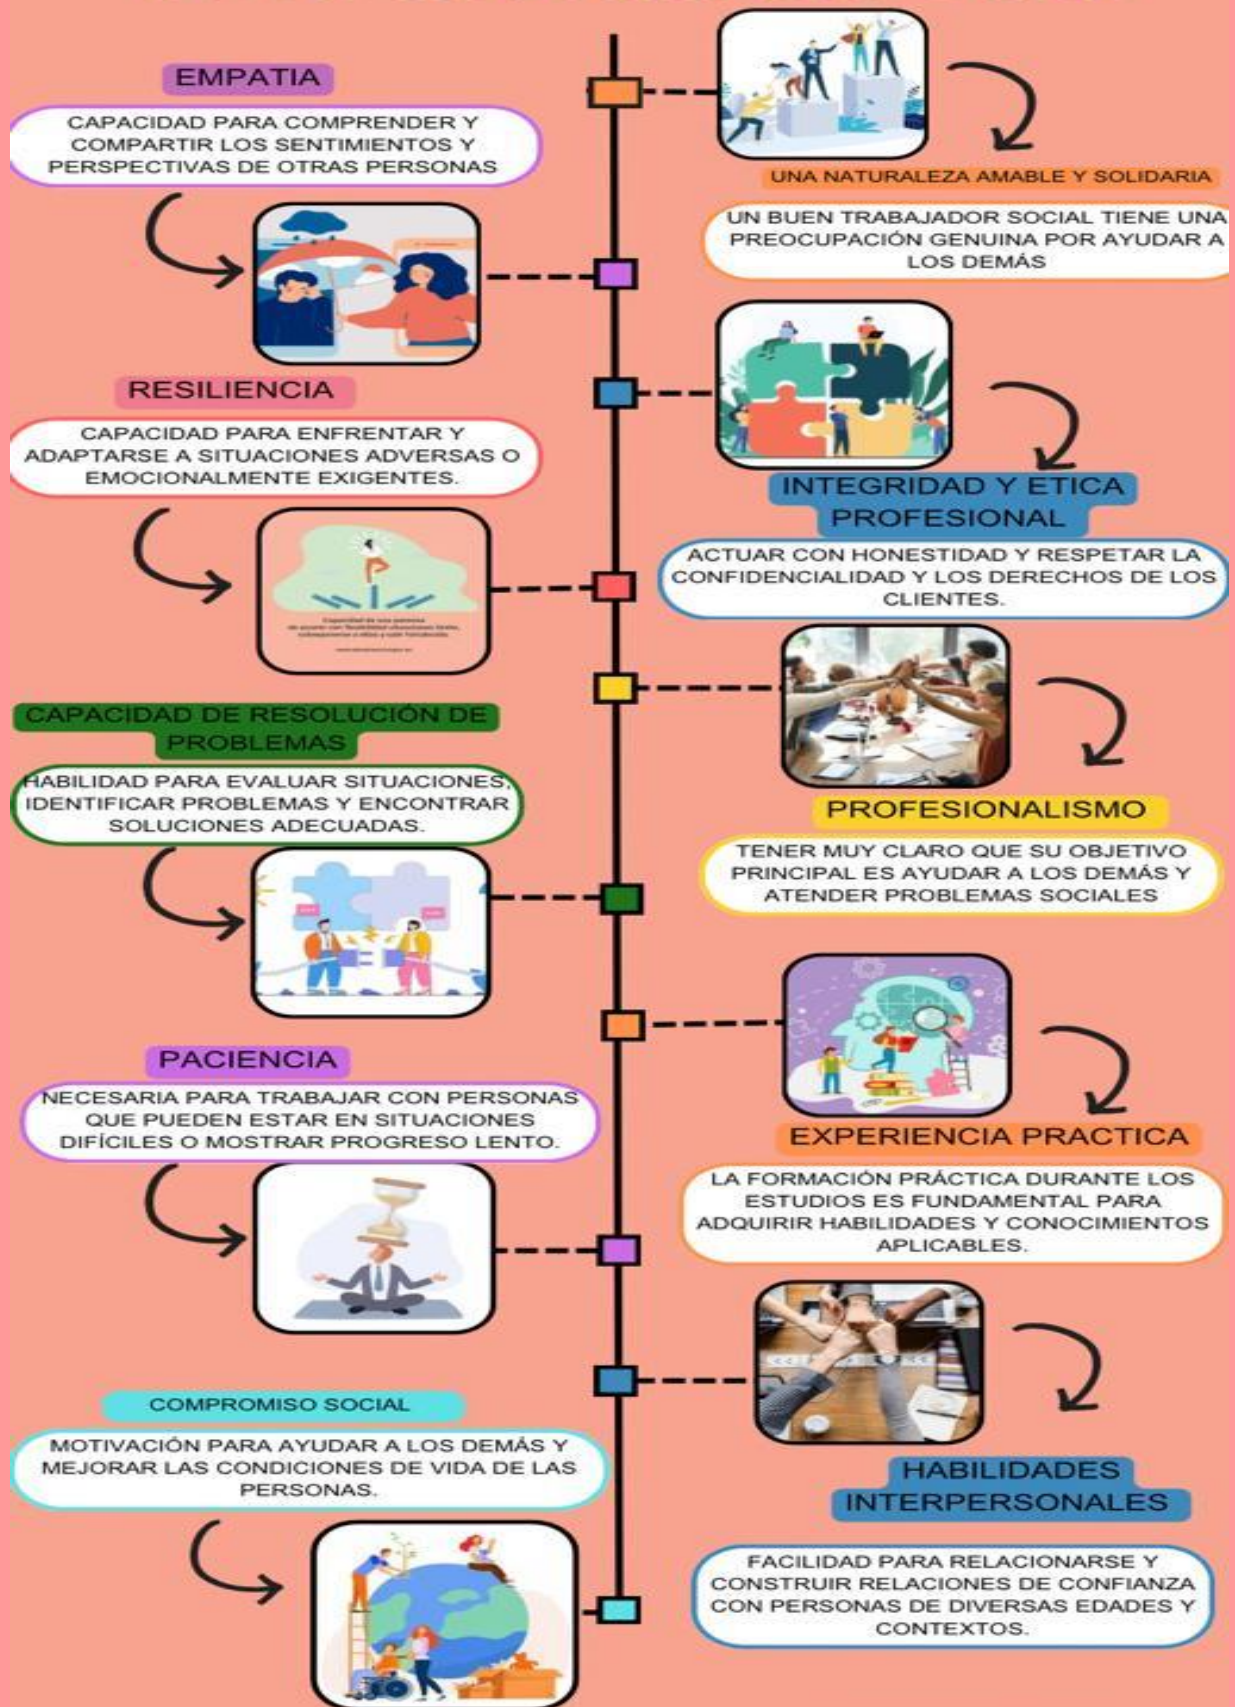 EMPATIA
CAPACIDAD PARA COMPRENDER Y
COMPARTIR LOS SENTIMIENTOS Y
PERSPECTIVAS DE OTRAS PERSONAS
UNA NATURALEZA AMABLE Y SOLIDARIA
UN BUEN TRABAJADOR SOCIAL TIENE UNA
PREOCUPACIÓN GENUINA POR AYUDAR A
LOS DEMÁS
RESILIENCIA
CAPACIDAD PARA ENFRENTAR Y
ADAPTARSE A SITUACIONES ADVERSAS O
EMOCIONALMENTE EXIGENTES.
INTEGRIDAD Y ETICA
PROFESIONAL
ACTUAR CON HONESTIDAD Y RESPETAR LA
CONFIDENCIALIDAD Y LOS DERECHOS DE LOS
CLIENTES.
Capacidad de una persona
CAPACIDAD DE RESOLUCIÓN DE
PROBLEMAS
HABILIDAD PARA EVALUAR SITUACIONES,
IDENTIFICAR PROBLEMAS Y ENCONTRAR
SOLUCIONES ADECUADAS.
PROFESIONALISMO
TENER MUY CLARO QUE SU OBJETIVO
PRINCIPAL ES AYUDAR A LOS DEMÁS Y
ATENDER PROBLEMAS SOCIALES
PACIENCIA
NECESARIA PARA TRABAJAR CON PERSONAS
QUE PUEDEN ESTAR EN SITUACIONES
DIFÍCILES O MOSTRAR PROGRESO LENTO.
EXPERIENCIA PRACTICA
LA FORMACIÓN PRÁCTICA DURANTE LOS
ESTUDIOS ES FUNDAMENTAL PARA
ADQUIRIR HABILIDADES Y CONOCIMIENTOS
APLICABLES.
COMPROMISO SOCIAL
MOTIVACIÓN PARA AYUDAR A LOS DEMÁS Y
MEJORAR LAS CONDICIONES DE VIDA DE LAS
PERSONAS.
HABILIDADES
INTERPERSONALES
FACILIDAD PARA RELACIONARSE Y
CONSTRUIR RELACIONES DE CONFIANZA
CON PERSONAS DE DIVERSAS EDADES Y
CONTEXTOS.